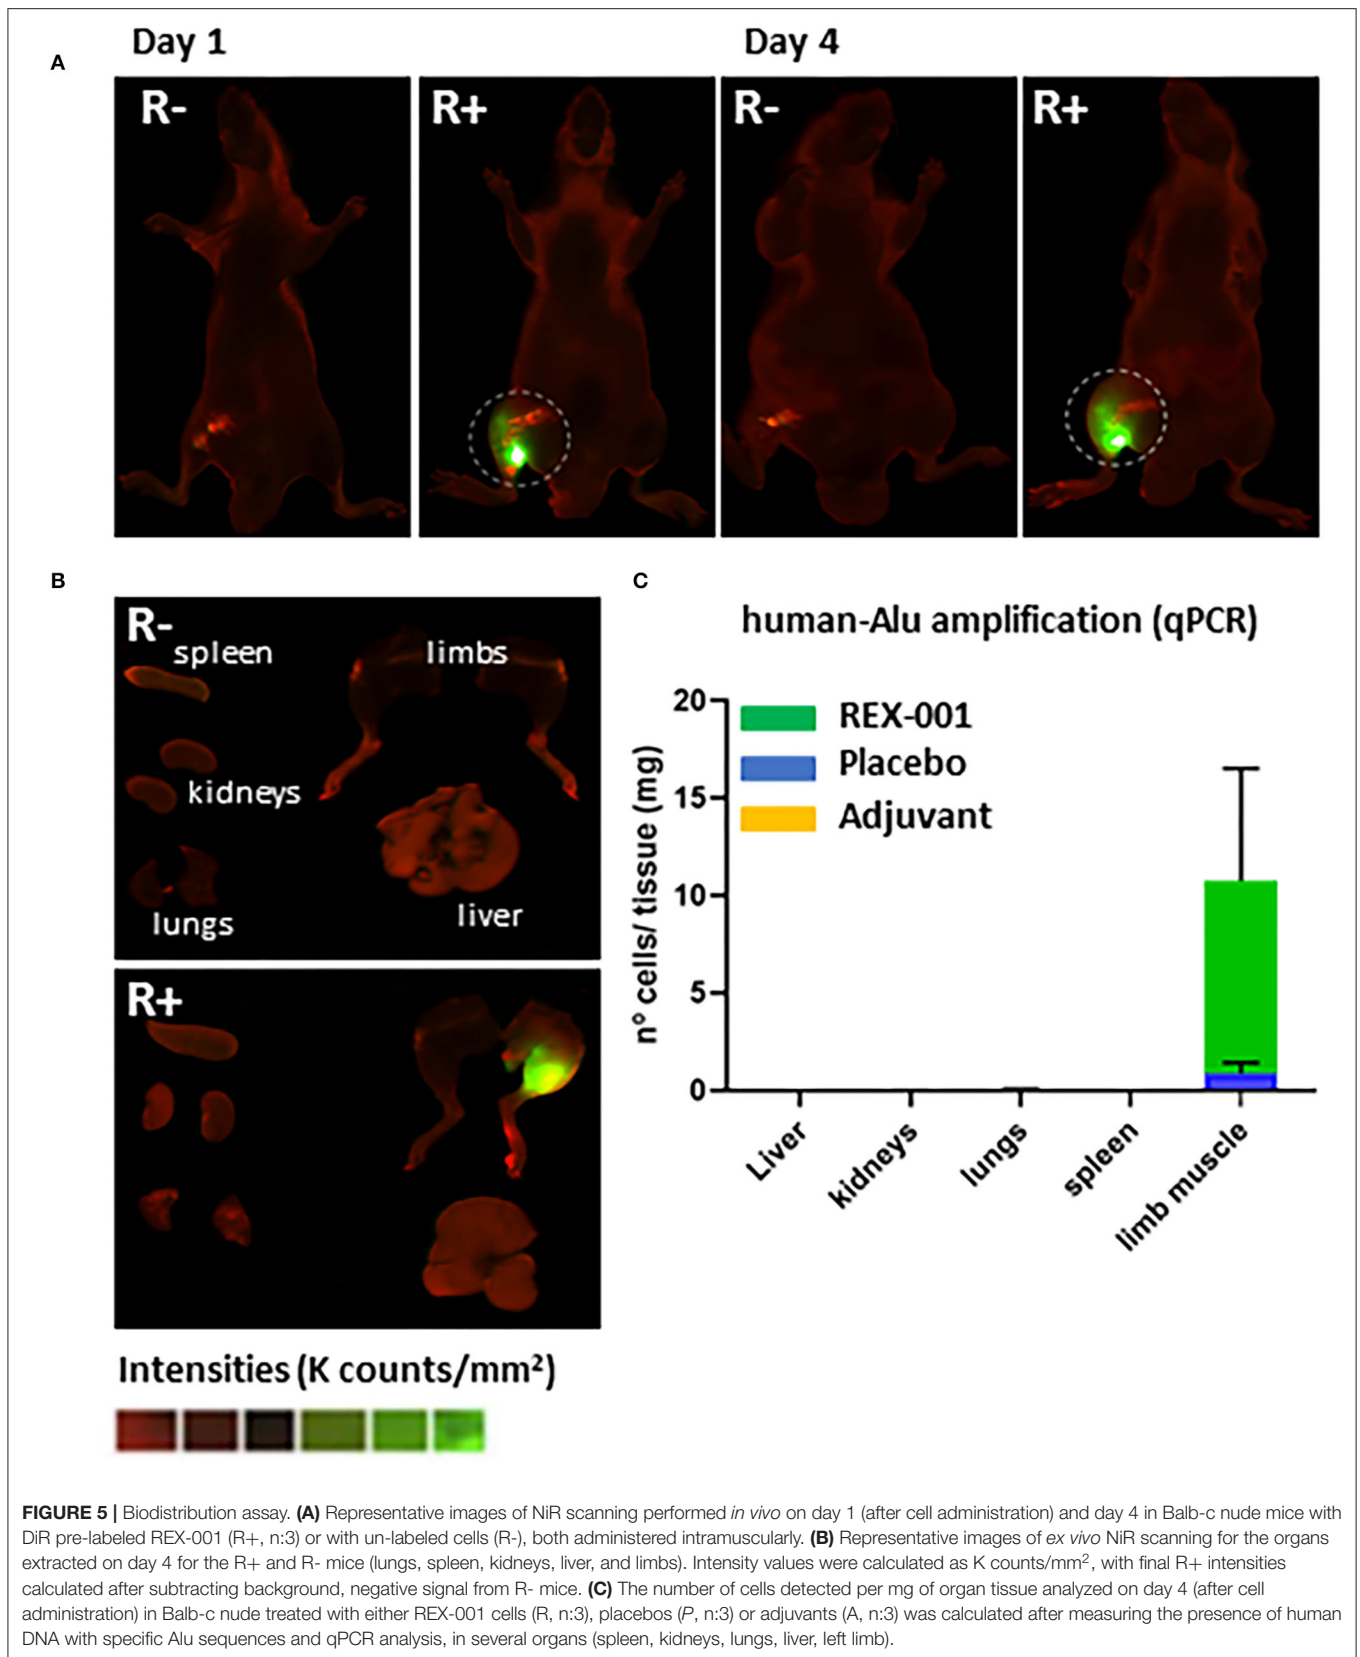 Day 1
Day 4
A
R-
R+
R-
R+
B
R-
spleen
limbs
kidneys
lungs
liver
R+
Intensities (K counts/mm²)
C
human-Alu amplification (qPCR)
REX-001
Placebo
Adjuvant
nº cells/ tissue (mg)
20
15
10
5
0
Liver
kidneys
lungs
spleen
limb muscle
FIGURE 5 | Biodistribution assay. (A) Representative images of NiR scanning performed in vivo on day 1 (after cell administration) and day 4 in Balb-c nude mice with
DiR pre-labeled REX-001 (R+, n:3) or with un-labeled cells (R-), both administered intramuscularly. (B) Representative images of ex vivo NiR scanning for the organs
extracted on day 4 for the R+ and R- mice (lungs, spleen, kidneys, liver, and limbs). Intensity values were calculated as K counts/mm², with final R+ intensities
calculated after subtracting background, negative signal from R- mice. (C) The number of cells detected per mg of organ tissue analyzed on day 4 (after cell
administration) in Balb-c nude treated with either REX-001 cells (R, n:3), placebos (P, n:3) or adjuvants (A, n:3) was calculated after measuring the presence of human
DNA with specific Alu sequences and qPCR analysis, in several organs (spleen, kidneys, lungs, liver, left limb).